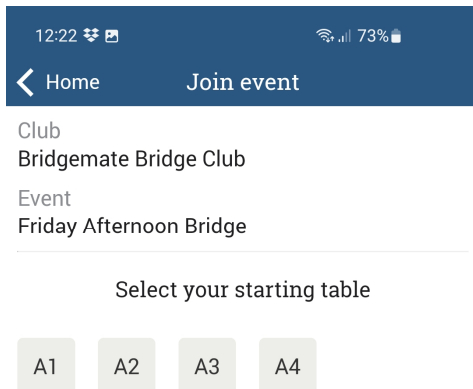 12:22 73%
Home Join event
Club
Bridgemate Bridge Club
Event
Friday Afternoon Bridge
Select your starting table
A1 A2 A3 A4